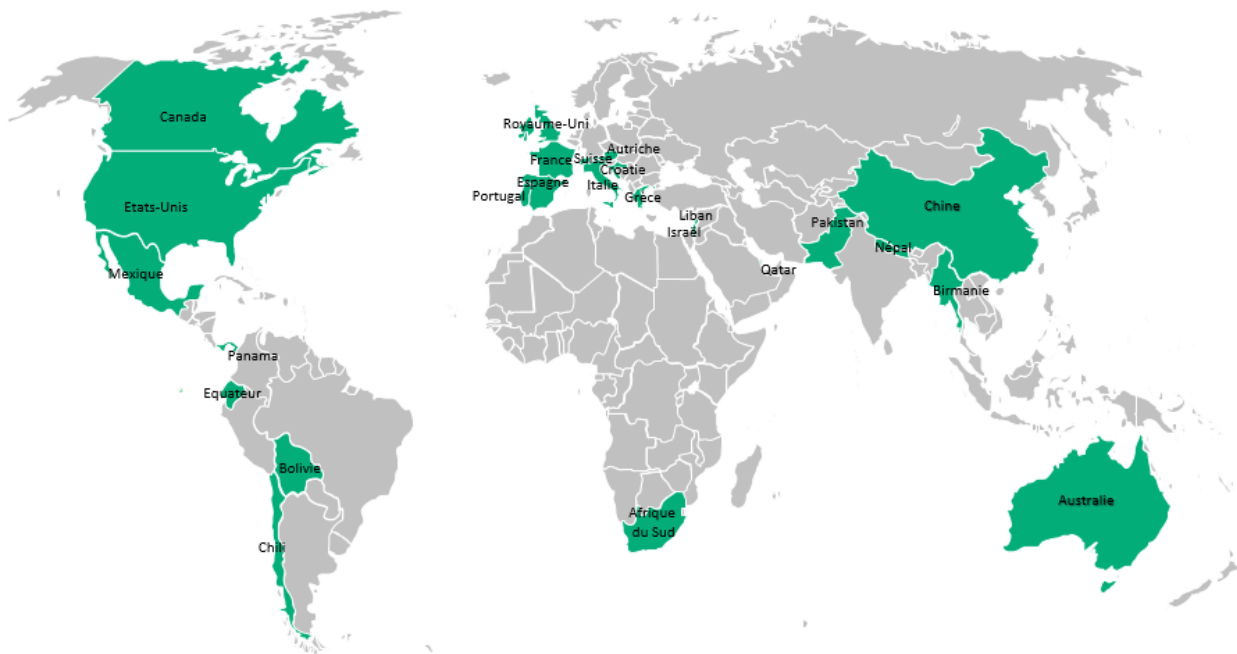 Canada
Royaume-Uni
Autriche
France
Suisse
Croatie
Espagne
Italie
Portugal
Grèce
Etats-Unis
Chine
Liban
Pakistan
Israël
Népal
Mexique
Qatar
Birmanie
Panama
Equateur
Bolivie
Australie
Afrique
du Sud
Chili